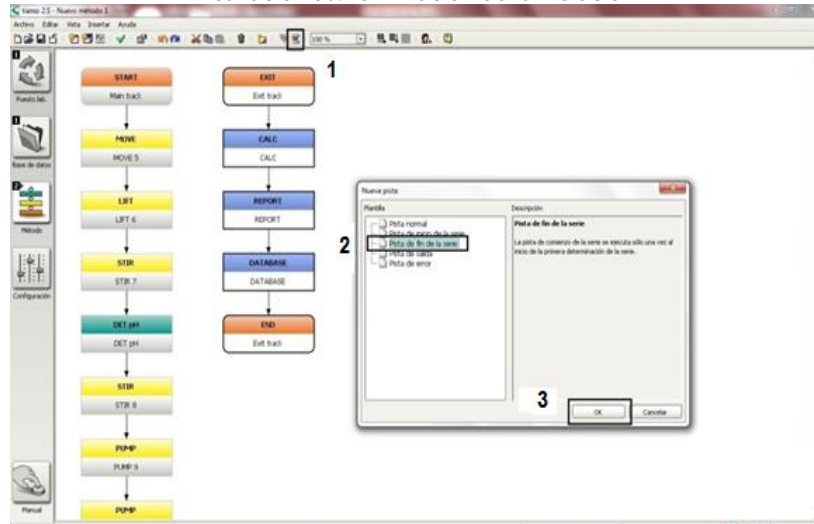 tiamo 2.5 - Nuevo método 1
Archivo Editar Vista Insertar Ayuda
100 %
1
Puesto lab.
Base de datos
Método
Configuración
Manual
START
Main track
MOVE
MOVE 5
LIFT
LIFT 6
STIR
STIR 7
DET pH
DET pH
STIR
STIR 8
PUMP
PUMP 9
PUMP
EXIT
Exit track
CALC
CALC
REPORT
REPORT
DATABASE
DATABASE
END
Exit track
Nueva pista
Plantilla
Pista normal
Pista de inicio de la serie
2
Pista de fin de la serie
Pista de salida
Pista de error
Descripción
Pista de fin de la serie
La pista de comienzo de la serie se ejecuta sólo una vez al
inicio de la primera determinación de la serie.
3
OK
Cancelar